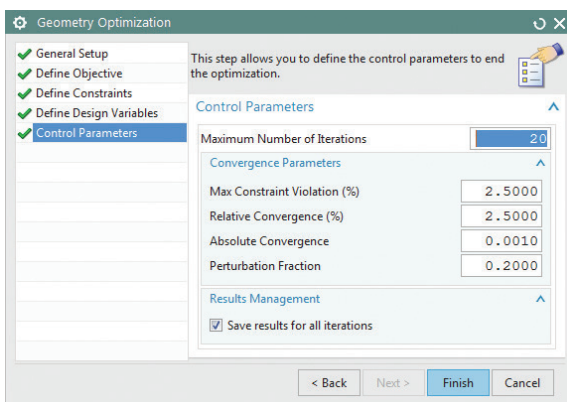 Geometry Optimization
General Setup
Define Objective
Define Constraints
Define Design Variables
Control Parameters
This step allows you to define the control parameters to end
the optimization.
Control Parameters
Maximum Number of Iterations 20
Convergence Parameters
Max Constraint Violation (%) 2.5000
Relative Convergence (%) 2.5000
Absolute Convergence 0.0010
Perturbation Fraction 0.2000
Results Management
Save results for all iterations
< Back Next > Finish Cancel